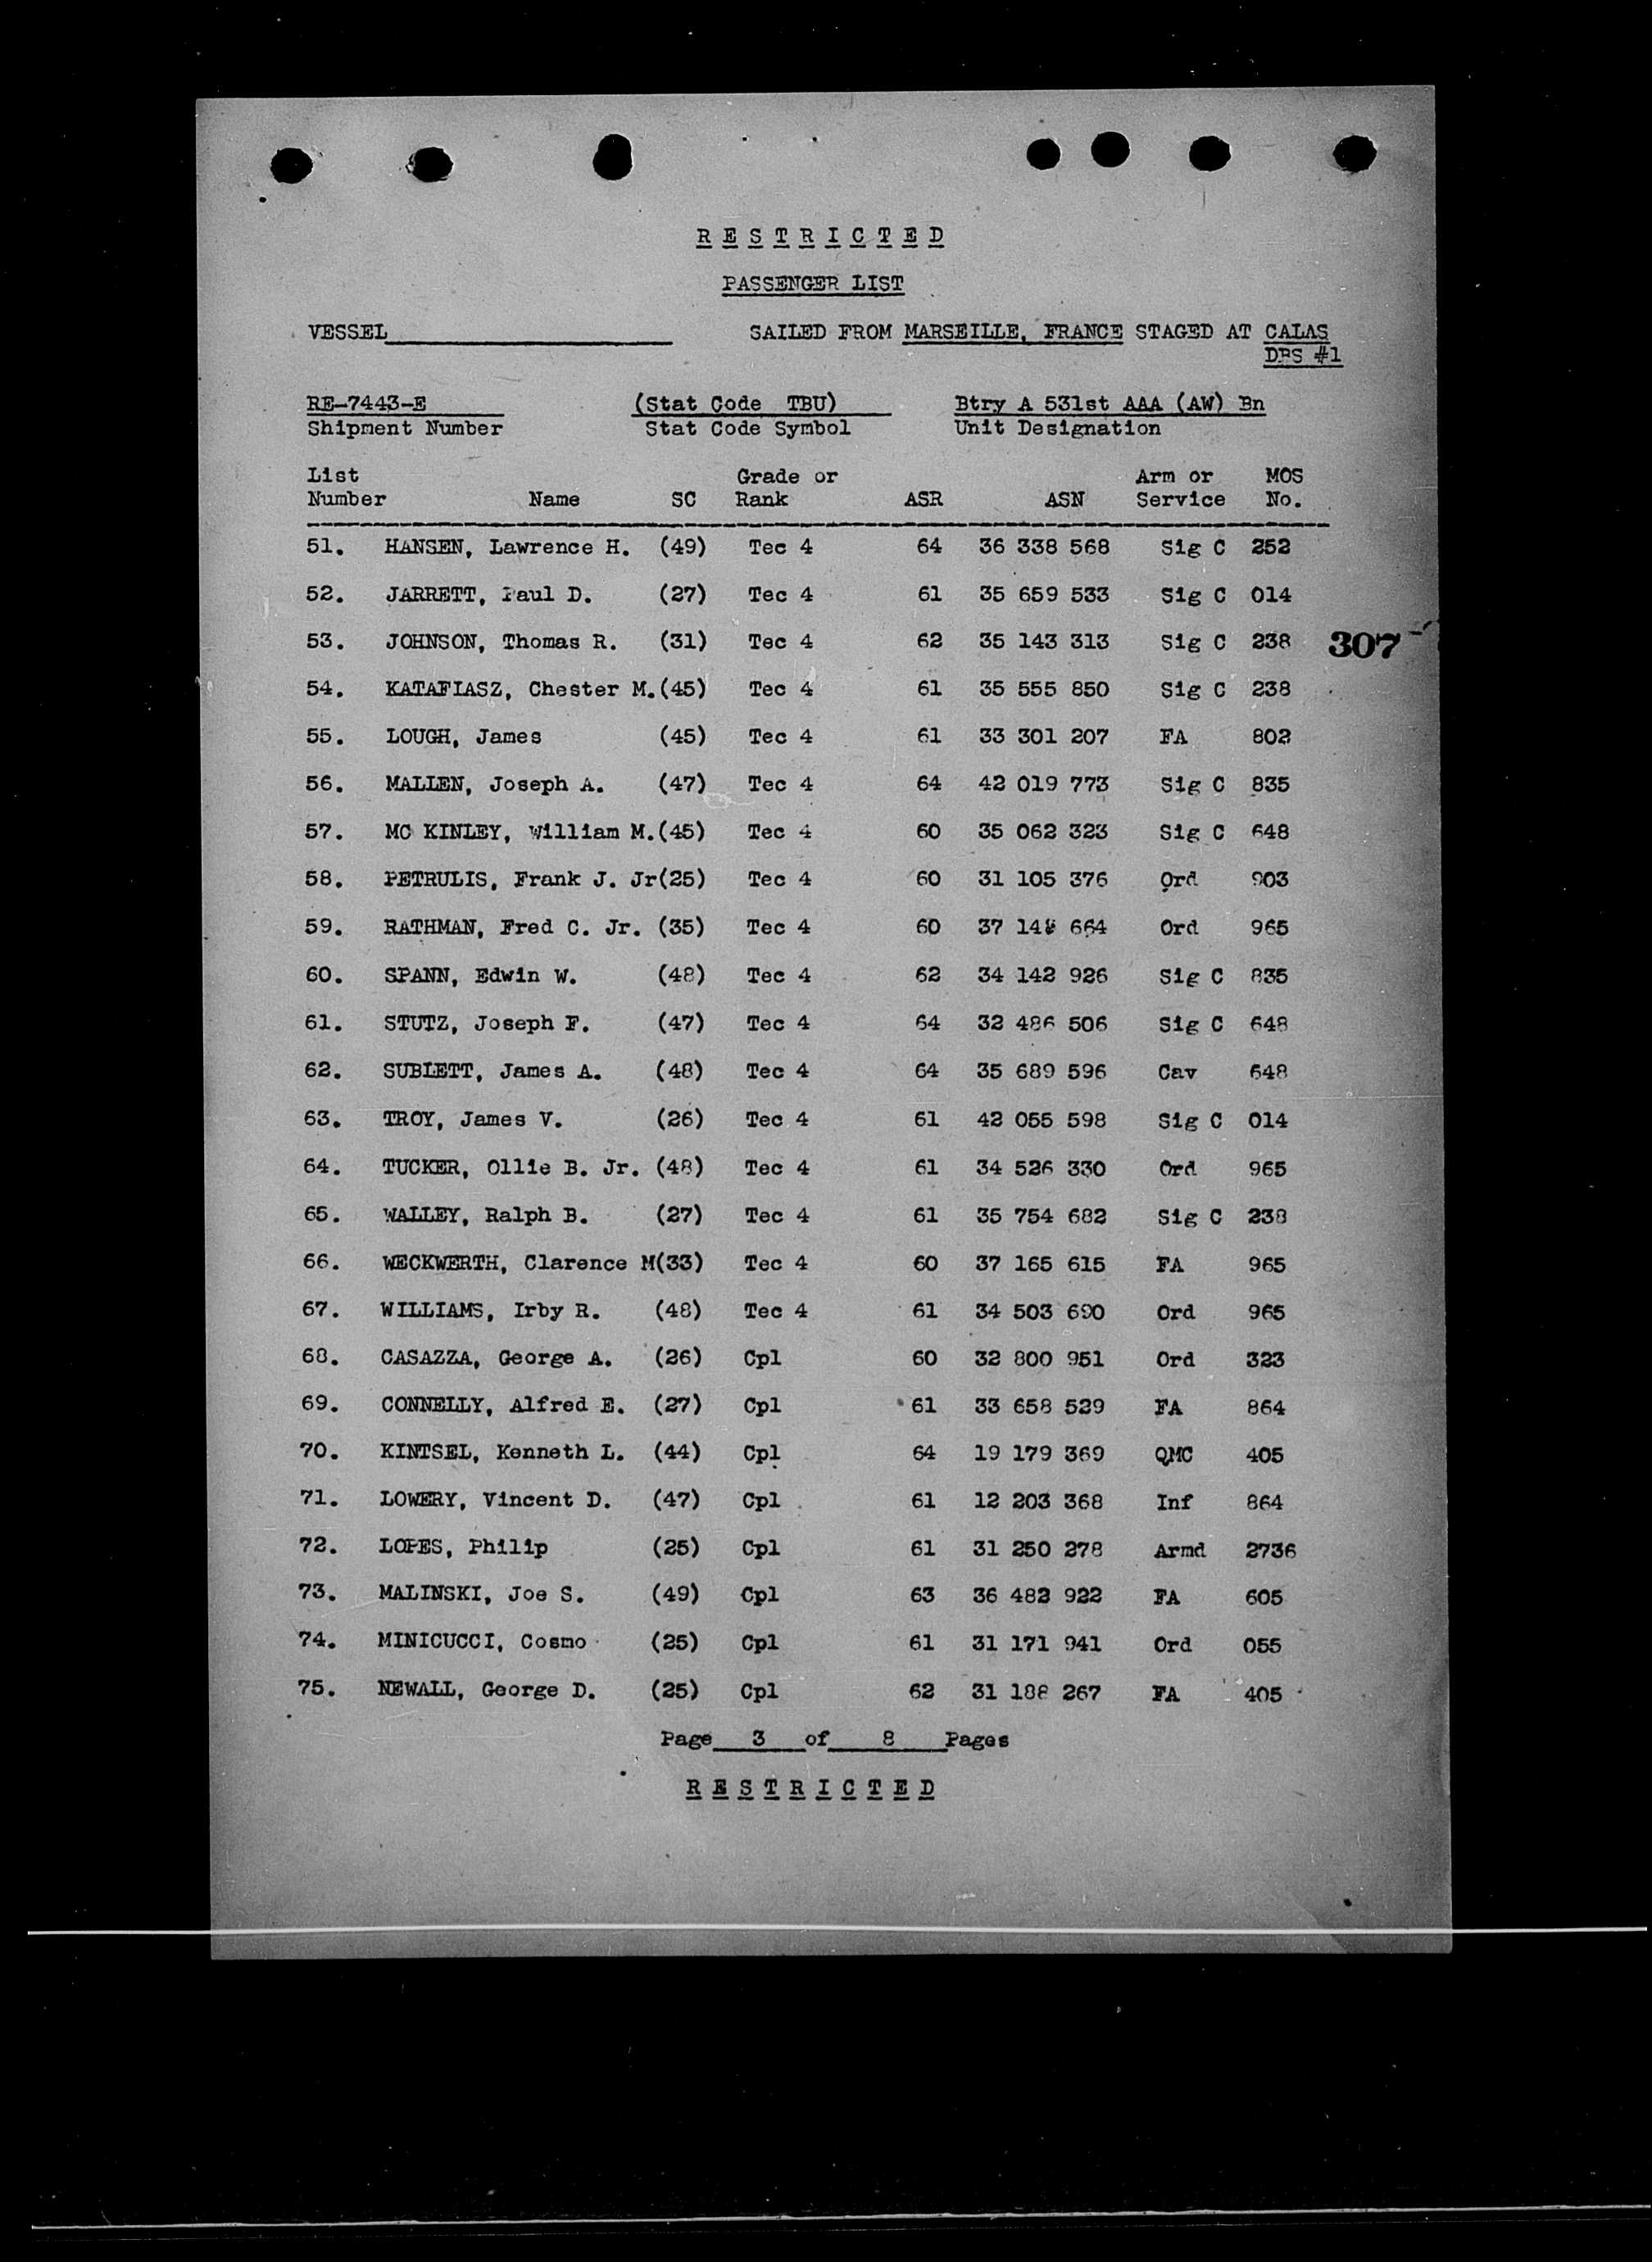 RESTRICTED
PASSENGER LIST
VESSEL SAILED FROM MARSEILLE, FRANCE STAGED AT CALAS
DPS #1
RE-7443-E (Stat Code TBU) Btry A 531st AAA (AW) Bn
Shipment Number Stat Code Symbol Unit Designation
List Grade or Arm or MOS
Number Name SC Rank ASR ASN Service No.
51. HANSEN, Lawrence H. (49) Tec 4 64 36 338 568 Sig C 252
52. JARRETT, Paul D. (27) Tec 4 61 35 659 533 Sig C 014
53. JOHNSON, Thomas R. (31) Tec 4 62 35 143 313 Sig C 238 307
54. KATAFIASZ, Chester M.(45) Tec 4 61 35 555 850 Sig C 238
55. LOUGH, James (45) Tec 4 61 33 301 207 FA 802
56. MALLEN, Joseph A. (47) Tec 4 64 42 019 773 Sig C 835
57. MC KINLEY, William M.(45) Tec 4 60 35 062 323 Sig C 648
58. PETRULIS, Frank J. Jr(25) Tec 4 60 31 105 376 Ord 903
59. RATHMAN, Fred C. Jr. (35) Tec 4 60 37 664 Ord 965
60. SPANN, Edwin W. (48) Tec 4 62 34 142 926 Sig C 835
61. STUTZ, Joseph F. (47) Tec 4 64 32 486 506 Sig C 648
62. SUBLETT, James A. (48) Tec 4 64 35 689 596 Cav 648
63. TROY, James V. (26) Tec 4 61 42 055 598 Sig C 014
64. TUCKER, Ollie B. Jr. (48) Tec 4 61 34 526 330 Ord 965
65. WALLEY, Ralph B. (27) Tec 4 61 35 754 682 Sig C 238
66. WECKWERTH, Clarence M(33) Tec 4 60 37 165 615 FA 965
67. WILLIAMS, Irby R. (48) Tec 4 61 34 503 690 Ord 965
68. CASAZZA, George A. (26) Cpl 60 32 800 951 Ord 323
69. CONNELLY, Alfred E. (27) Cpl 61 33 658 529 FA 864
70. KINTSEL, Kenneth L. (44) Cpl 64 19 179 369 QMC 405
71. LOWERY, Vincent D. (47) Cpl 61 12 203 368 Inf 864
72. LOPES, Philip (25) Cpl 61 31 250 278 Armd 2736
73. MALINSKI, Joe S. (49) Cpl 63 36 482 922 FA 605
74. MINICUCCI, Cosmo (25) Cpl 61 31 171 941 Ord 055
75. NEWALL, George D. (25) Cpl 62 31 188 267 FA 405
Page 3 of 8 Pages
RESTRICTED